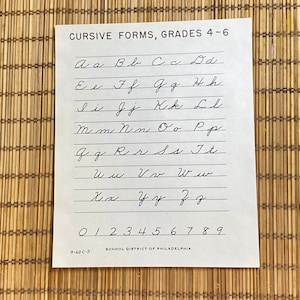 CURSIVE FORMS, GRADES 4-6
Aa Bb Cc Dd
Ee Ff Gg Hh
Ii Jj Kk Ll
Mm Nn Oo Pp
Qq Rr Ss Tt
Uu Vv Ww
Xx Yy Zz
0 1 2 3 4 5 6 7 8 9
SCHOOL DISTRICT OF PHILADELPHIA